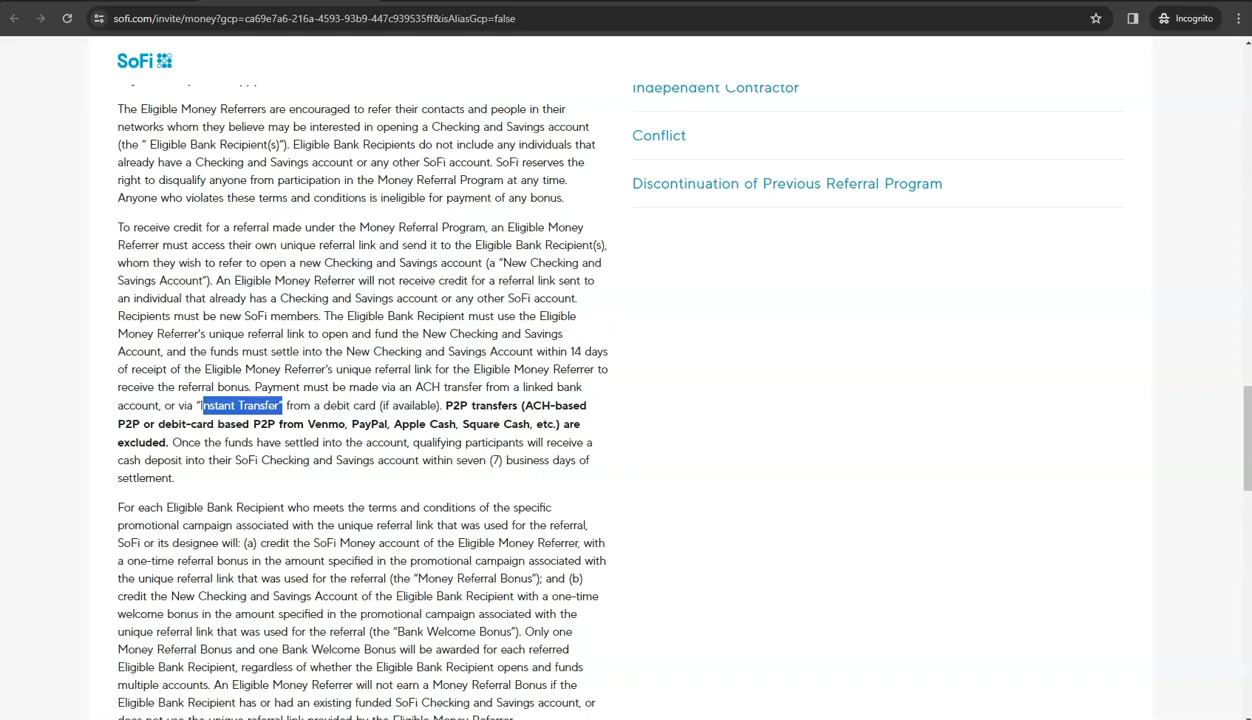 sofi.com/invite/money?gcp=ca69e7a6-216a-4593-93b9-447c939535ff&isAliasGcp=false
Incognito
SoFi
The Eligible Money Referrers are encouraged to refer their contacts and people in their
networks whom they believe may be interested in opening a Checking and Savings account
(the “ Eligible Bank Recipient(s)”). Eligible Bank Recipients do not include any individuals that
already have a Checking and Savings account or any other SoFi account. SoFi reserves the
right to disqualify anyone from participation in the Money Referral Program at any time.
Anyone who violates these terms and conditions is ineligible for payment of any bonus.
To receive credit for a referral made under the Money Referral Program, an Eligible Money
Referrer must access their own unique referral link and send it to the Eligible Bank Recipient(s),
whom they wish to refer to open a new Checking and Savings account (a “New Checking and
Savings Account”). An Eligible Money Referrer will not receive credit for a referral link sent to
an individual that already has a Checking and Savings account or any other SoFi account.
Recipients must be new SoFi members. The Eligible Bank Recipient must use the Eligible
Money Referrer's unique referral link to open and fund the New Checking and Savings
Account, and the funds must settle into the New Checking and Savings Account within 14 days
of receipt of the Eligible Money Referrer's unique referral link for the Eligible Money Referrer to
receive the referral bonus. Payment must be made via an ACH transfer from a linked bank
account, or via “Instant Transfer” from a debit card (if available). P2P transfers (ACH-based
P2P or debit-card based P2P from Venmo, PayPal, Apple Cash, Square Cash, etc.) are
excluded. Once the funds have settled into the account, qualifying participants will receive a
cash deposit into their SoFi Checking and Savings account within seven (7) business days of
settlement.
For each Eligible Bank Recipient who meets the terms and conditions of the specific
promotional campaign associated with the unique referral link that was used for the referral,
SoFi or its designee will: (a) credit the SoFi Money account of the Eligible Money Referrer, with
a one-time referral bonus in the amount specified in the promotional campaign associated with
the unique referral link that was used for the referral (the “Money Referral Bonus”); and (b)
credit the New Checking and Savings Account of the Eligible Bank Recipient with a one-time
welcome bonus in the amount specified in the promotional campaign associated with the
unique referral link that was used for the referral (the “Bank Welcome Bonus”). Only one
Money Referral Bonus and one Bank Welcome Bonus will be awarded for each referred
Eligible Bank Recipient, regardless of whether the Eligible Bank Recipient opens and funds
multiple accounts. An Eligible Money Referrer will not earn a Money Referral Bonus if the
Eligible Bank Recipient has or had an existing funded SoFi Checking and Savings account, or
does not use the unique referral link provided by the Eligible Money Referrer.
Independent Contractor
Conflict
Discontinuation of Previous Referral Program